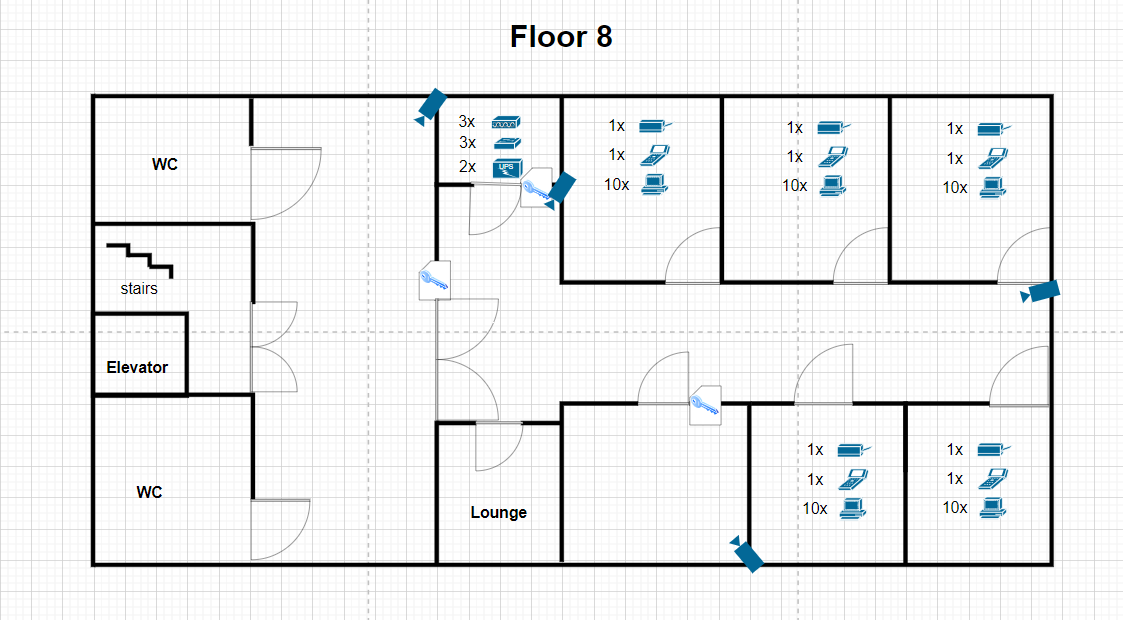 Floor 8
WC
3x
3x
2x
UPS
1x
1x
10x
1x
1x
10x
1x
1x
10x
stairs
Elevator
WC
Lounge
1x
1x
10x
1x
1x
10x